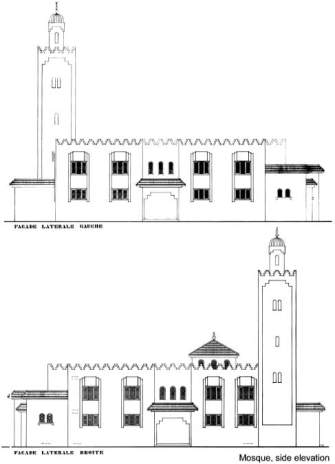 FACADE LATERALE GAUCHE
FACADE LATERALE DROITE
Mosque, side elevation